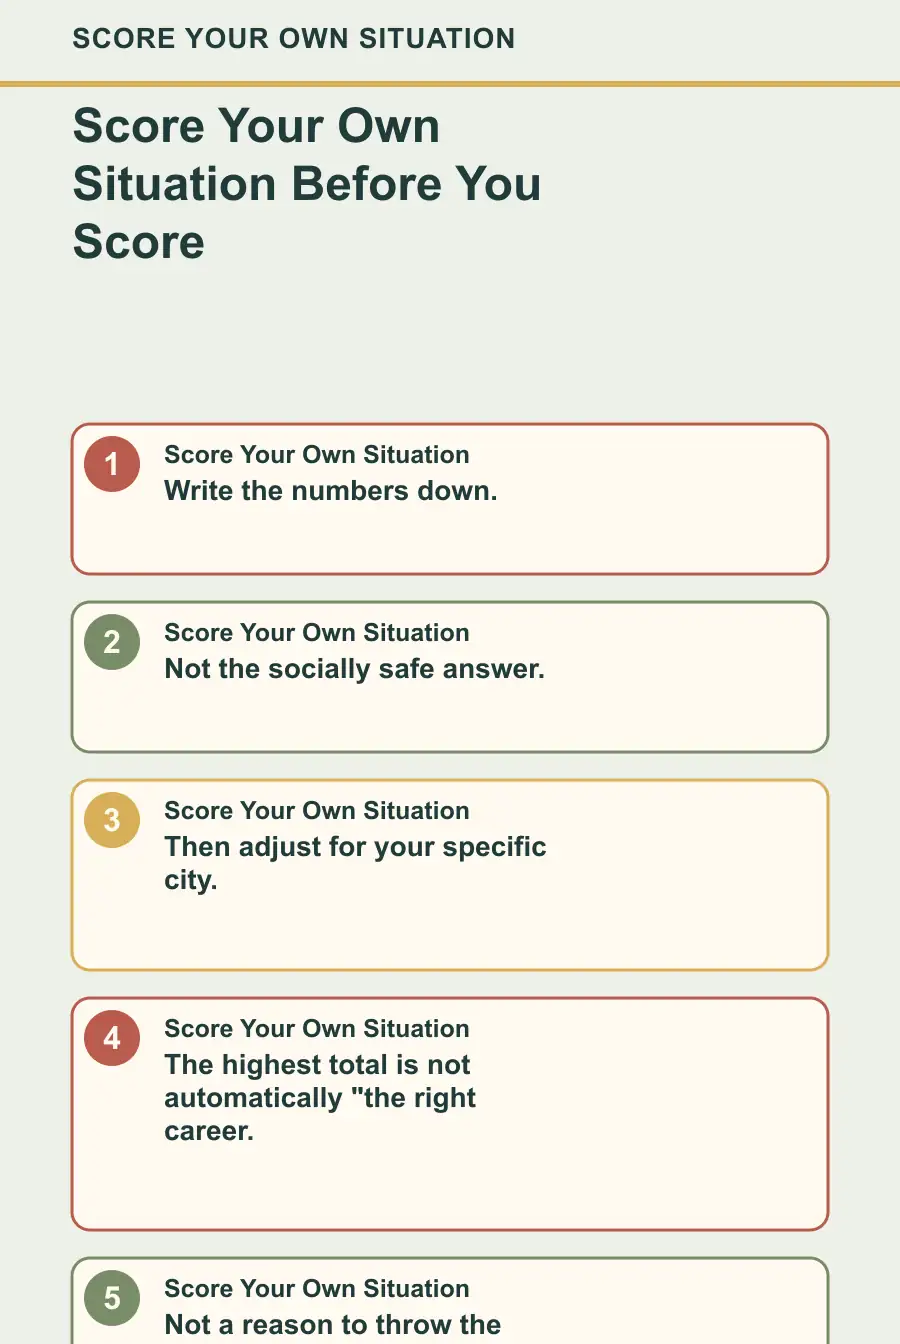 SCORE YOUR OWN SITUATION
Score Your Own
Situation Before You
Score
1
Score Your Own Situation
Write the numbers down.
2
Score Your Own Situation
Not the socially safe answer.
3
Score Your Own Situation
Then adjust for your specific
city.
4
Score Your Own Situation
The highest total is not
automatically "the right
career.
5
Score Your Own Situation
Not a reason to throw the